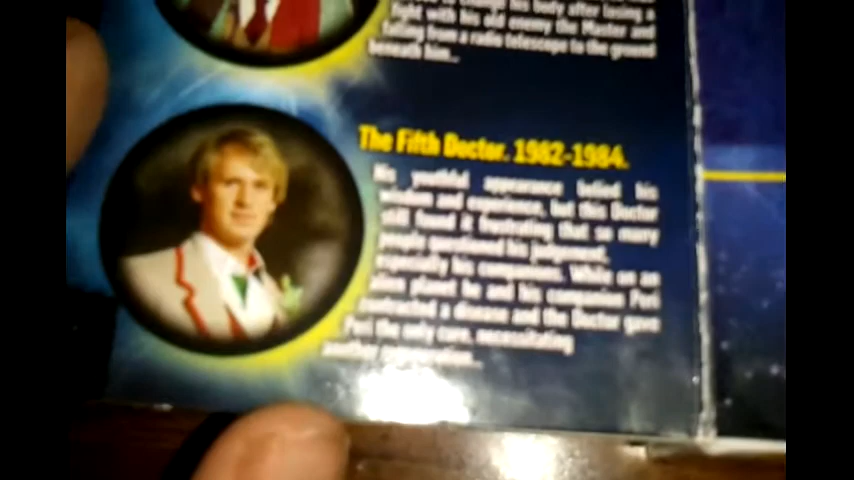 to change his body after losing a
fight with his old enemy the Master and
falling from a radio telescope to the ground
beneath him...
The Fifth Doctor. 1982-1984.
His youthful appearance belied his
wisdom and experience, but this Doctor
still found it frustrating that so many
people questioned his judgement,
especially his companions. While on an
alien planet he and his companion Peri
contracted a disease and the Doctor gave
Peri the only cure, necessitating
another regeneration...